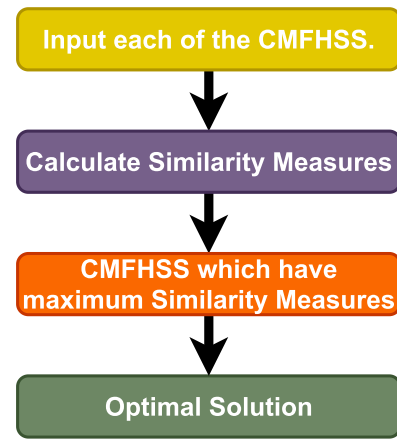 Input each of the CMFHSS.
Calculate Similarity Measures
CMFHSS which have
maximum Similarity Measures
Optimal Solution